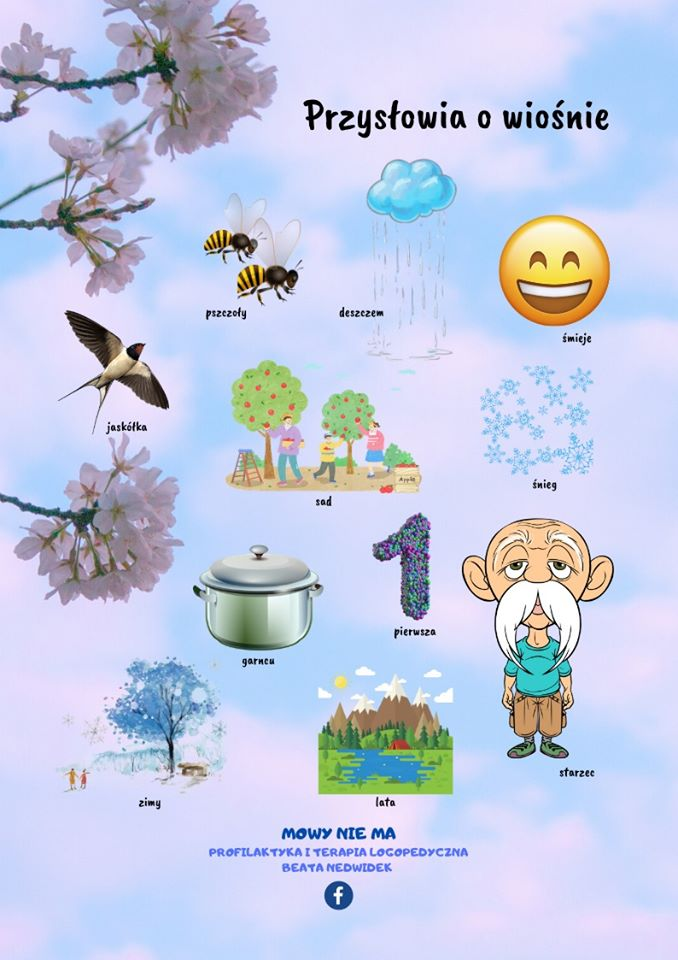 Przysłowia o wiośnie
pszczoły
deszczem
śmieje
jaskółka
śnieg
sad
pierwsza
garncu
starzec
zimy
lata
MOWY NIE MA
PROFILAKTYKA I TERAPIA LOGOPEDYCZNA
BEATA NEDWIDEK
f